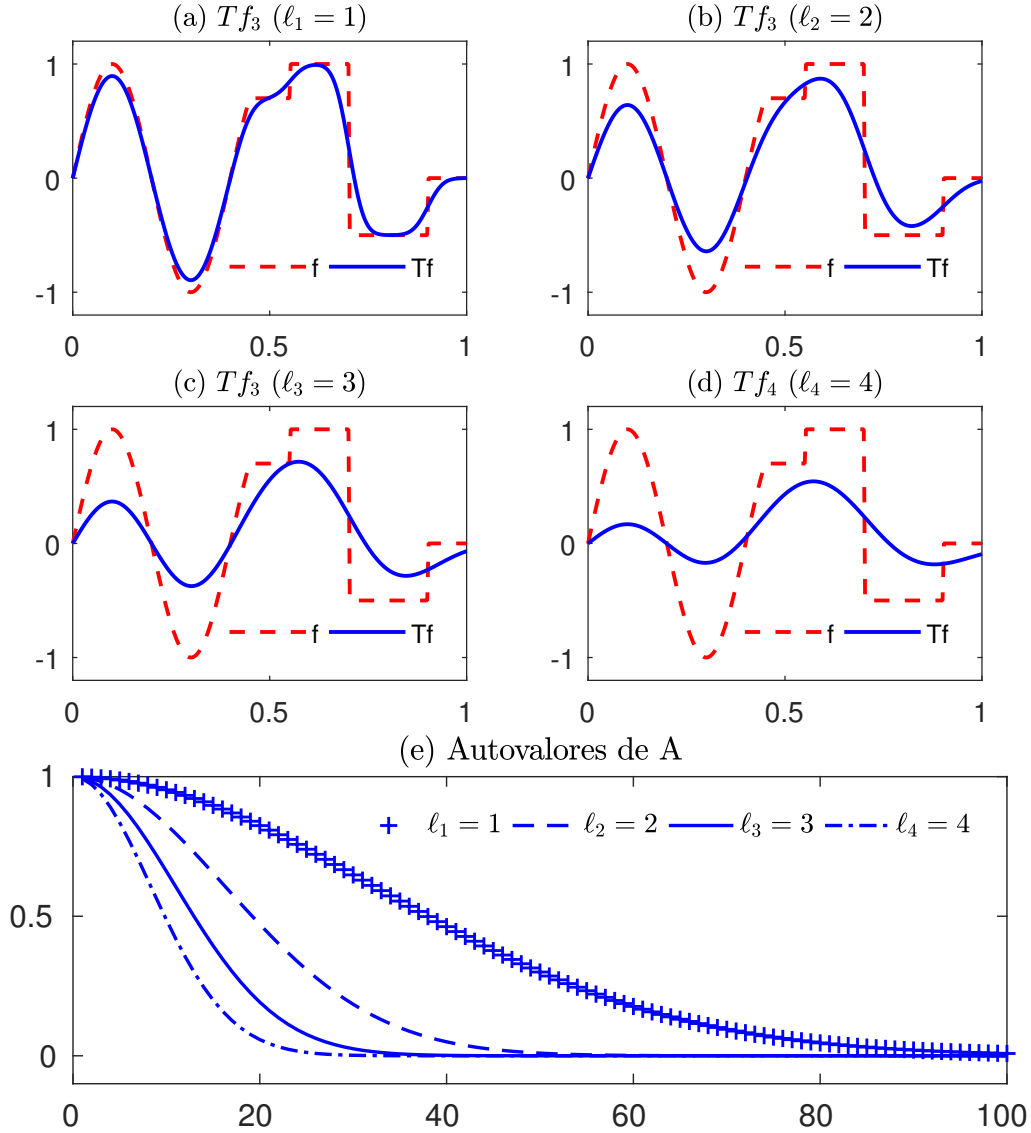 (a) Tf₃ (ℓ₁ = 1)
1
0
-1
f
Tf
0
0.5
1
(b) Tf₃ (ℓ₂ = 2)
1
0
-1
f
Tf
0
0.5
1
(c) Tf₃ (ℓ₃ = 3)
1
0
-1
f
Tf
0
0.5
1
(d) Tf₄ (ℓ₄ = 4)
1
0
-1
f
Tf
0
0.5
1
(e) Autovalores de A
1
0.5
0
ℓ₁ = 1
ℓ₂ = 2
ℓ₃ = 3
ℓ₄ = 4
0
20
40
60
80
100